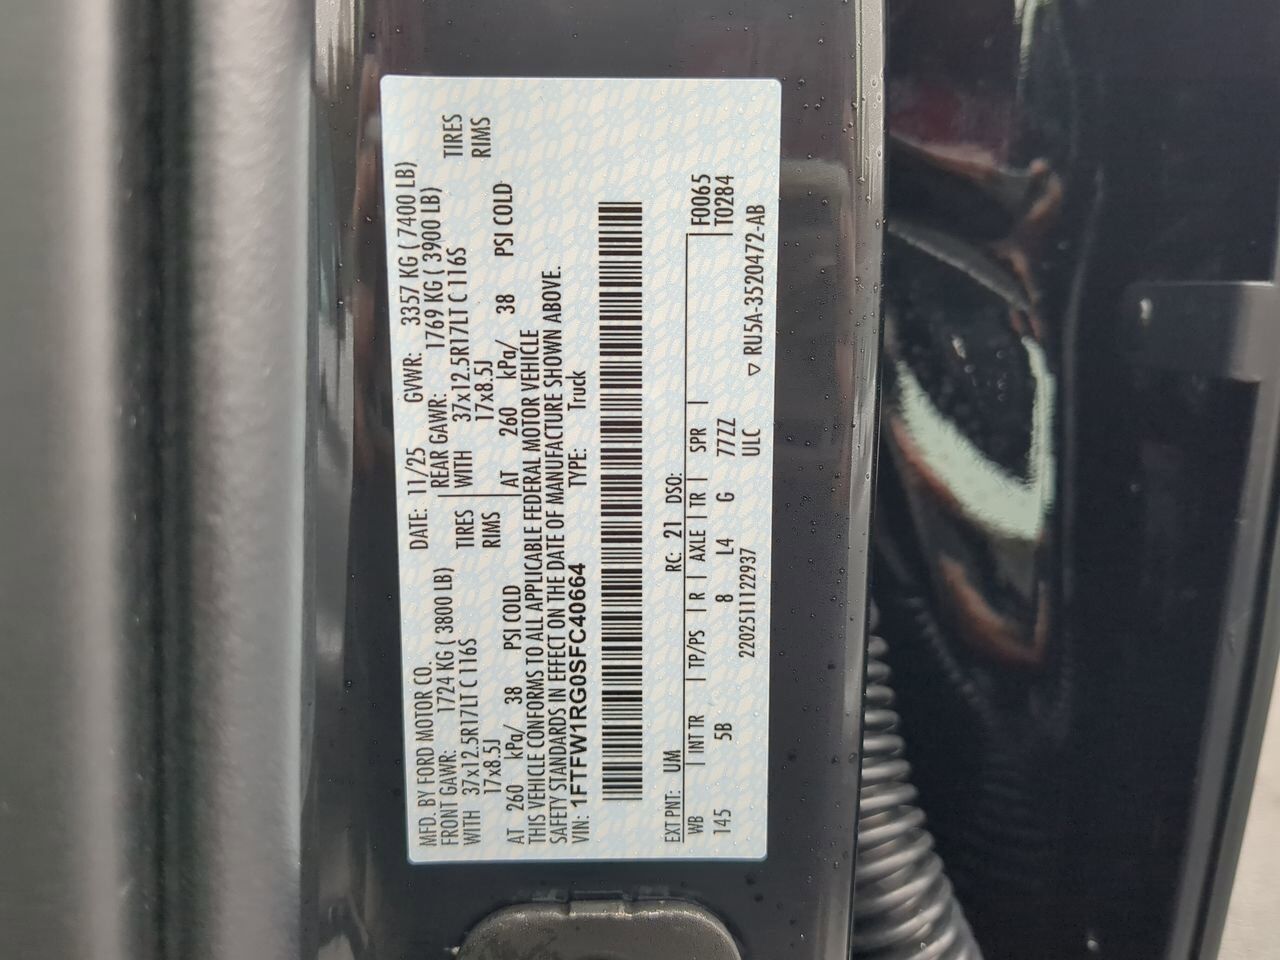 MFD. BY FORD MOTOR CO.
DATE: 11/25 GVWR: 3357 KG ( 7400 LB)
FRONT GAWR: 1724 KG ( 3800 LB) REAR GAWR: 1769 KG ( 3900 LB)
WITH 37x12.5R17LT C 116S TIRES WITH 37x12.5R17LT C 116S TIRES
17x8.5J RIMS 17x8.5J RIMS
AT 260 kPa/ 38 PSI COLD AT 260 kPa/ 38 PSI COLD
THIS VEHICLE CONFORMS TO ALL APPLICABLE FEDERAL MOTOR VEHICLE
SAFETY STANDARDS IN EFFECT ON THE DATE OF MANUFACTURE SHOWN ABOVE.
VIN: 1FTFW1RG0SFC40664 TYPE: Truck
EXT PNT: UM RC: 21 DSO:
WB | INT TR | TP/PS | R | AXLE | TR | SPR | F0065
145 5B 8 L4 G 77ZZ T0284
220251122937 ULC ▽ RU5A-3520472-AB